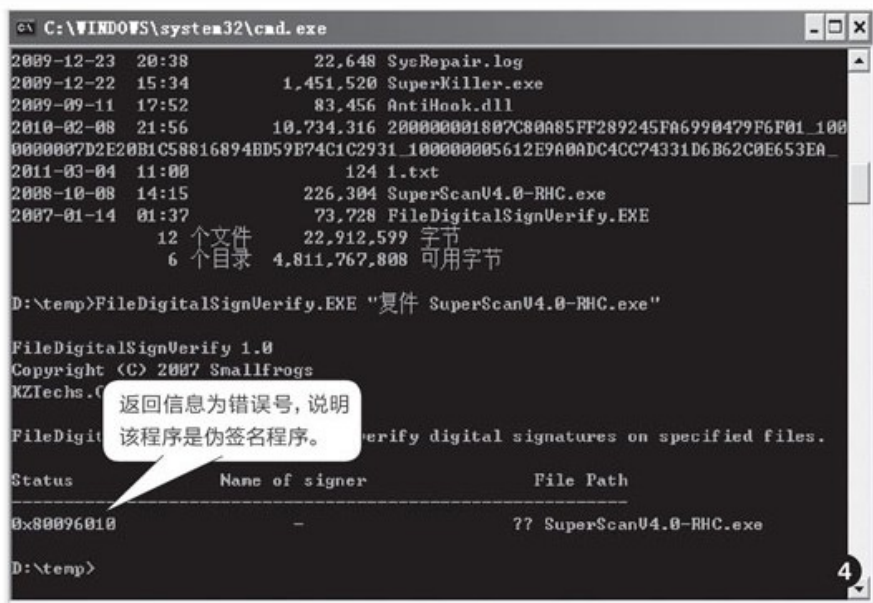 C:\WINDOWS\system32\cmd.exe
2009-12-23 20:38 22,648 SysRepair.log
2009-12-22 15:34 1,451,520 SuperKiller.exe
2009-09-11 17:52 83,456 AntiHook.dll
2010-02-08 21:56 10,734,316 200000001807C80A85FF289245FA6990479F6F01_100
0000007D2E20B1C58816894BD59B74C1C2931_100000005612E9A0ADC4CC74331D6B62C0E653EA_
2011-03-04 11:00 124 1.txt
2008-10-08 14:15 226,304 SuperScanV4.0-RHC.exe
2007-01-14 01:37 73,728 FileDigitalSignVerify.EXE
12 个文件 22,912,599 字节
6 个目录 4,811,767,808 可用字节
D:\temp>FileDigitalSignVerify.EXE "复件 SuperScanV4.0-RHC.exe"
FileDigitalSignVerify 1.0
Copyright (C) 2007 Smallfrogs
KZTechs.C
返回信息为错误号，说明
该程序是伪签名程序。
FileDigit erify digital signatures on specified files.
Status Name of signer File Path
0x80096010 - ?? SuperScanV4.0-RHC.exe
D:\temp>
4